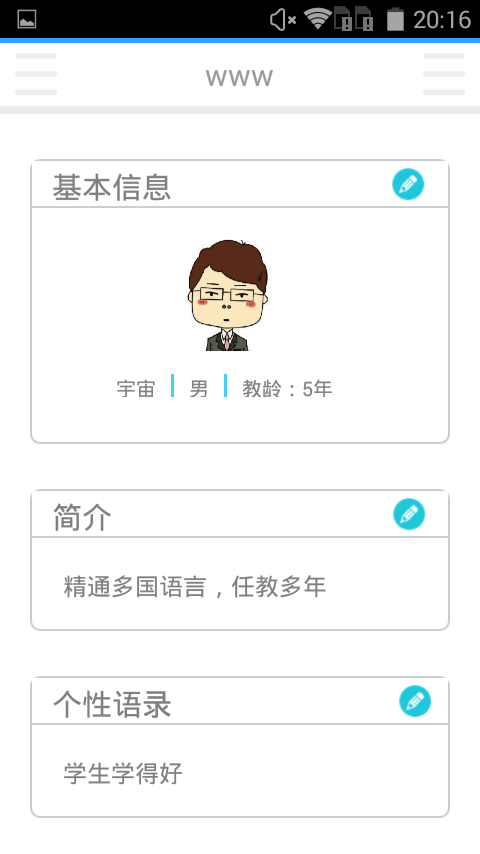 20:16
www
基本信息
宇宙 男 教龄：5年
简介
精通多国语言，任教多年
个性语录
学生学得好